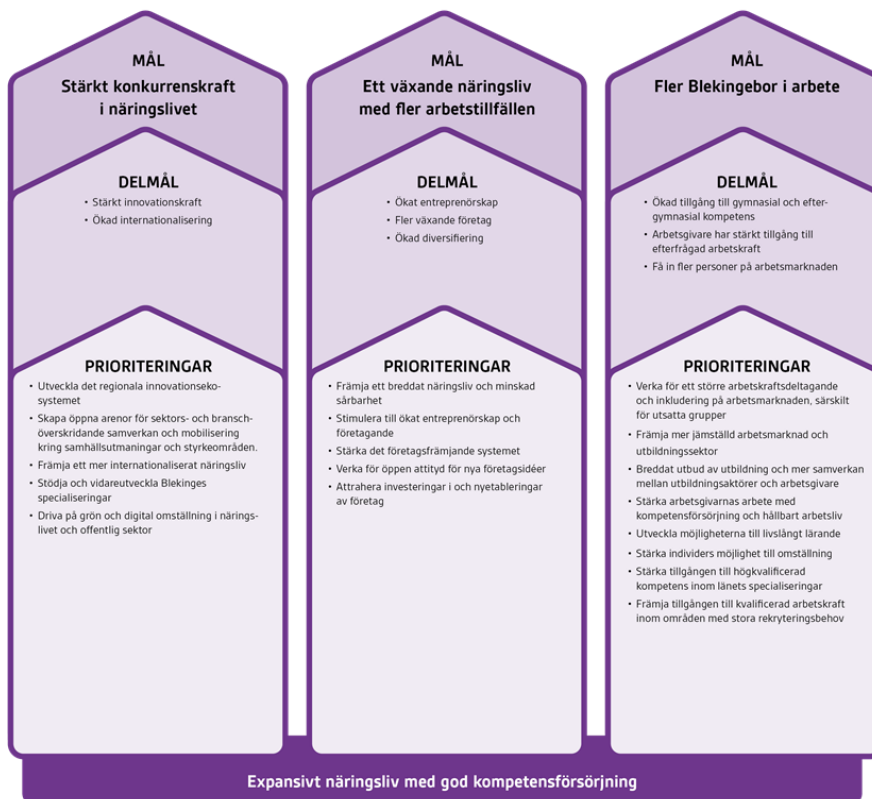 MÅL
Stärkt konkurrenskraft
i näringslivet
DELMÅL
• Stärkt innovationskraft
• Ökad internationalisering
PRIORITERINGAR
• Utveckla det regionala innovationseko-
systemet
• Skapa öppna arenor för sektors- och bransch-
överskridande samverkan och mobilisering
kring samhällsutmaningar och styrkeområden.
• Främja ett mer internationaliserat näringsliv
• Stödja och vidareutveckla Blekinges
specialiseringar
• Driva på grön och digital omställning i närings-
livet och offentlig sektor
MÅL
Ett växande näringsliv
med fler arbetstillfällen
DELMÅL
• Ökat entreprenörskap
• Fler växande företag
• Ökad diversifiering
PRIORITERINGAR
• Främja ett breddat näringsliv och minskad
sårbarhet
• Stimulera till ökat entreprenörskap och
företagande
• Stärka det företagsfrämjande systemet
• Verka för öppen attityd för nya företagsidéer
• Attrahera investeringar i och nyetableringar
av företag
MÅL
Fler Blekingebor i arbete
DELMÅL
• Ökad tillgång till gymnasial och efter-
gymnasial kompetens
• Arbetsgivare har stärkt tillgång till
efterfrågad arbetskraft
• Få in fler personer på arbetsmarknaden
PRIORITERINGAR
• Verka för ett större arbetskraftsdeltagande
och inkludering på arbetsmarknaden, särskilt
för utsatta grupper
• Främja mer jämställd arbetsmarknad och
utbildningssektor
• Breddat utbud av utbildning och mer samverkan
mellan utbildningsaktörer och arbetsgivare
• Stärka arbetsgivarnas arbete med
kompetensförsörjning och hållbart arbetsliv
• Utveckla möjligheterna till livslångt lärande
• Stärka individers möjlighet till omställning
• Stärka tillgången till högkvalificerad
kompetens inom länets specialiseringar
• Främja tillgången till kvalificerad arbetskraft
inom områden med stora rekryteringsbehov
Expansivt näringsliv med god kompetensförsörjning